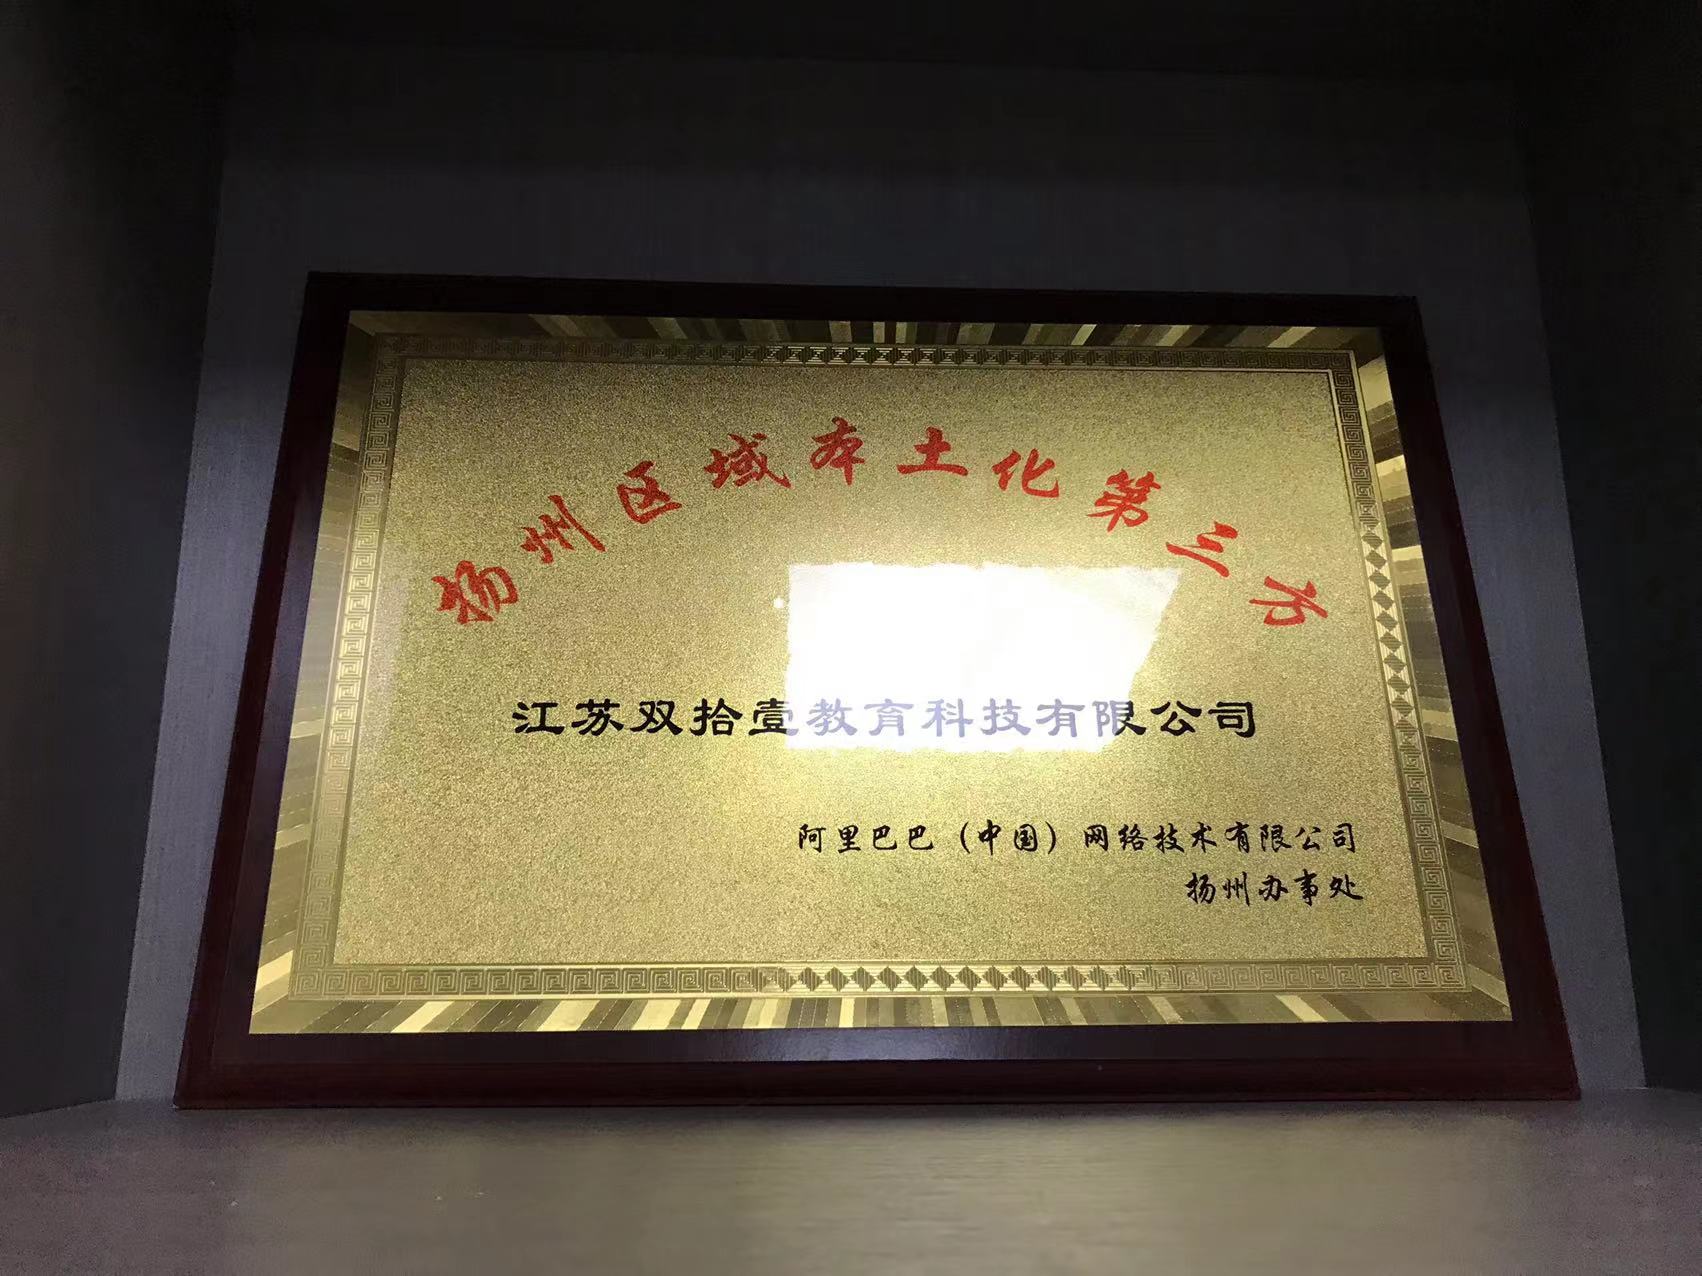 扬州区域本土化第三方
江苏双拾壹教育科技有限公司
阿里巴巴（中国）网络技术有限公司
扬州办事处